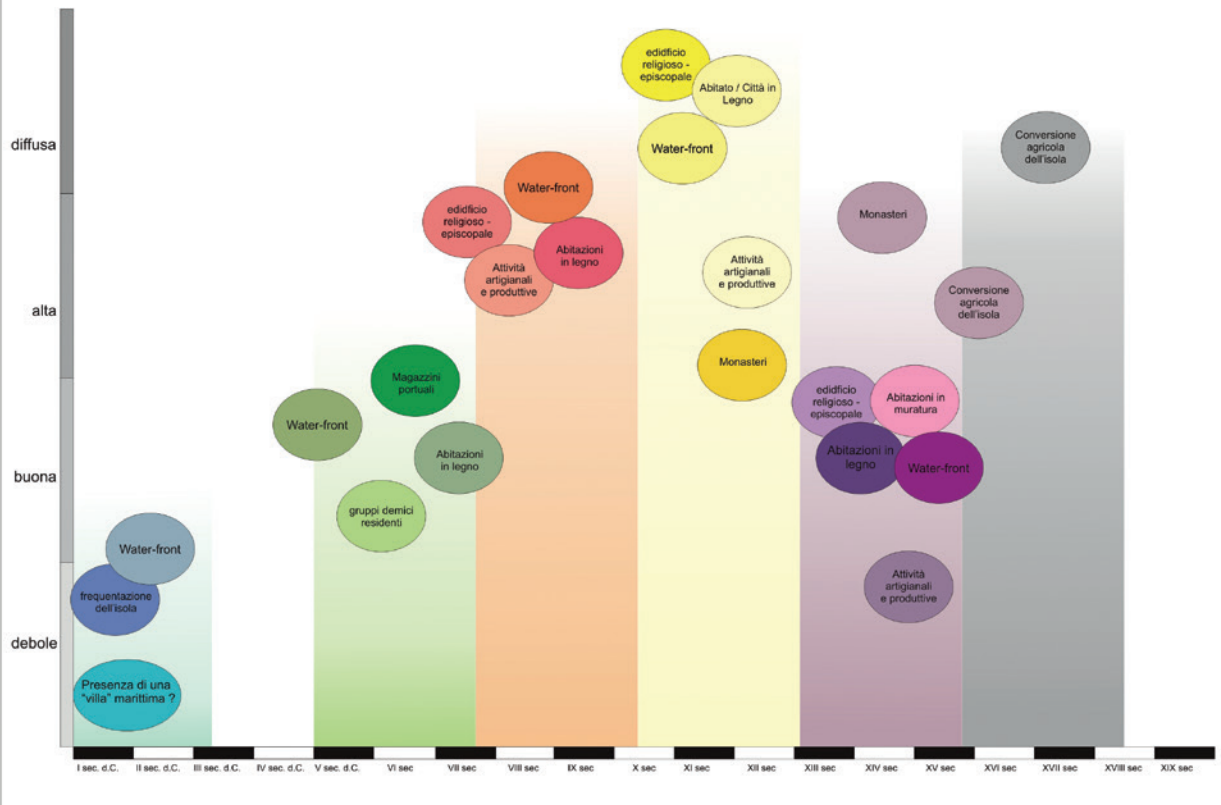 diffusa
alta
buona
debole
edidficio
religioso -
episcopale
Abitato / Città in
Legno
Water-front
Conversione
agricola
dell'isola
Water-front
edidficio
religioso -
episcopale
Abitazioni
in legno
Attività
artigianali
e produttive
Monasteri
Attività
artigianali
e produttive
Conversione
agricola
dell'isola
Monasteri
Magazzini
portuali
Water-front
Abitazioni
in legno
gruppi demici
residenti
edidficio
religioso -
episcopale
Abitazioni in
muratura
Abitazioni in
legno
Water-front
Water-front
frequentazione
dell'isola
Attività
artigianali
e produttive
Presenza di una
"villa" marittima ?
I sec. d.C.
II sec. d.C.
III sec. d.C.
IV sec. d.C.
V sec. d.C.
VI sec
VII sec
VIII sec
IX sec
X sec
XI sec
XII sec
XIII sec
XIV sec
XV sec
XVI sec
XVII sec
XVIII sec
XiX sec